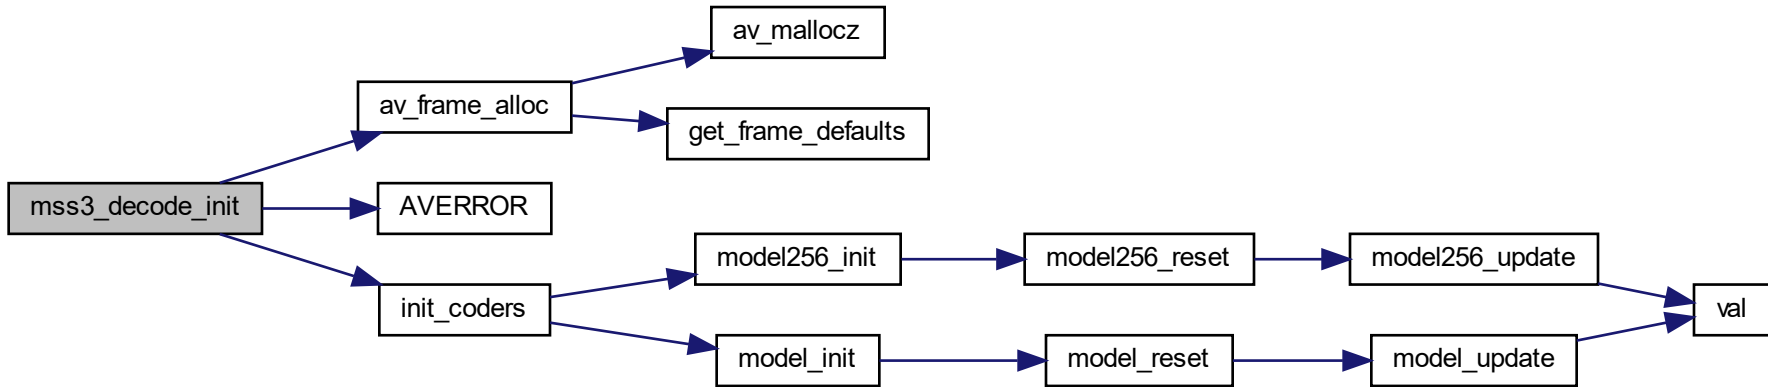 av_mallocz
av_frame_alloc
get_frame_defaults
mss3_decode_init
AVERROR
model256_init
model256_reset
model256_update
init_coders
val
model_init
model_reset
model_update